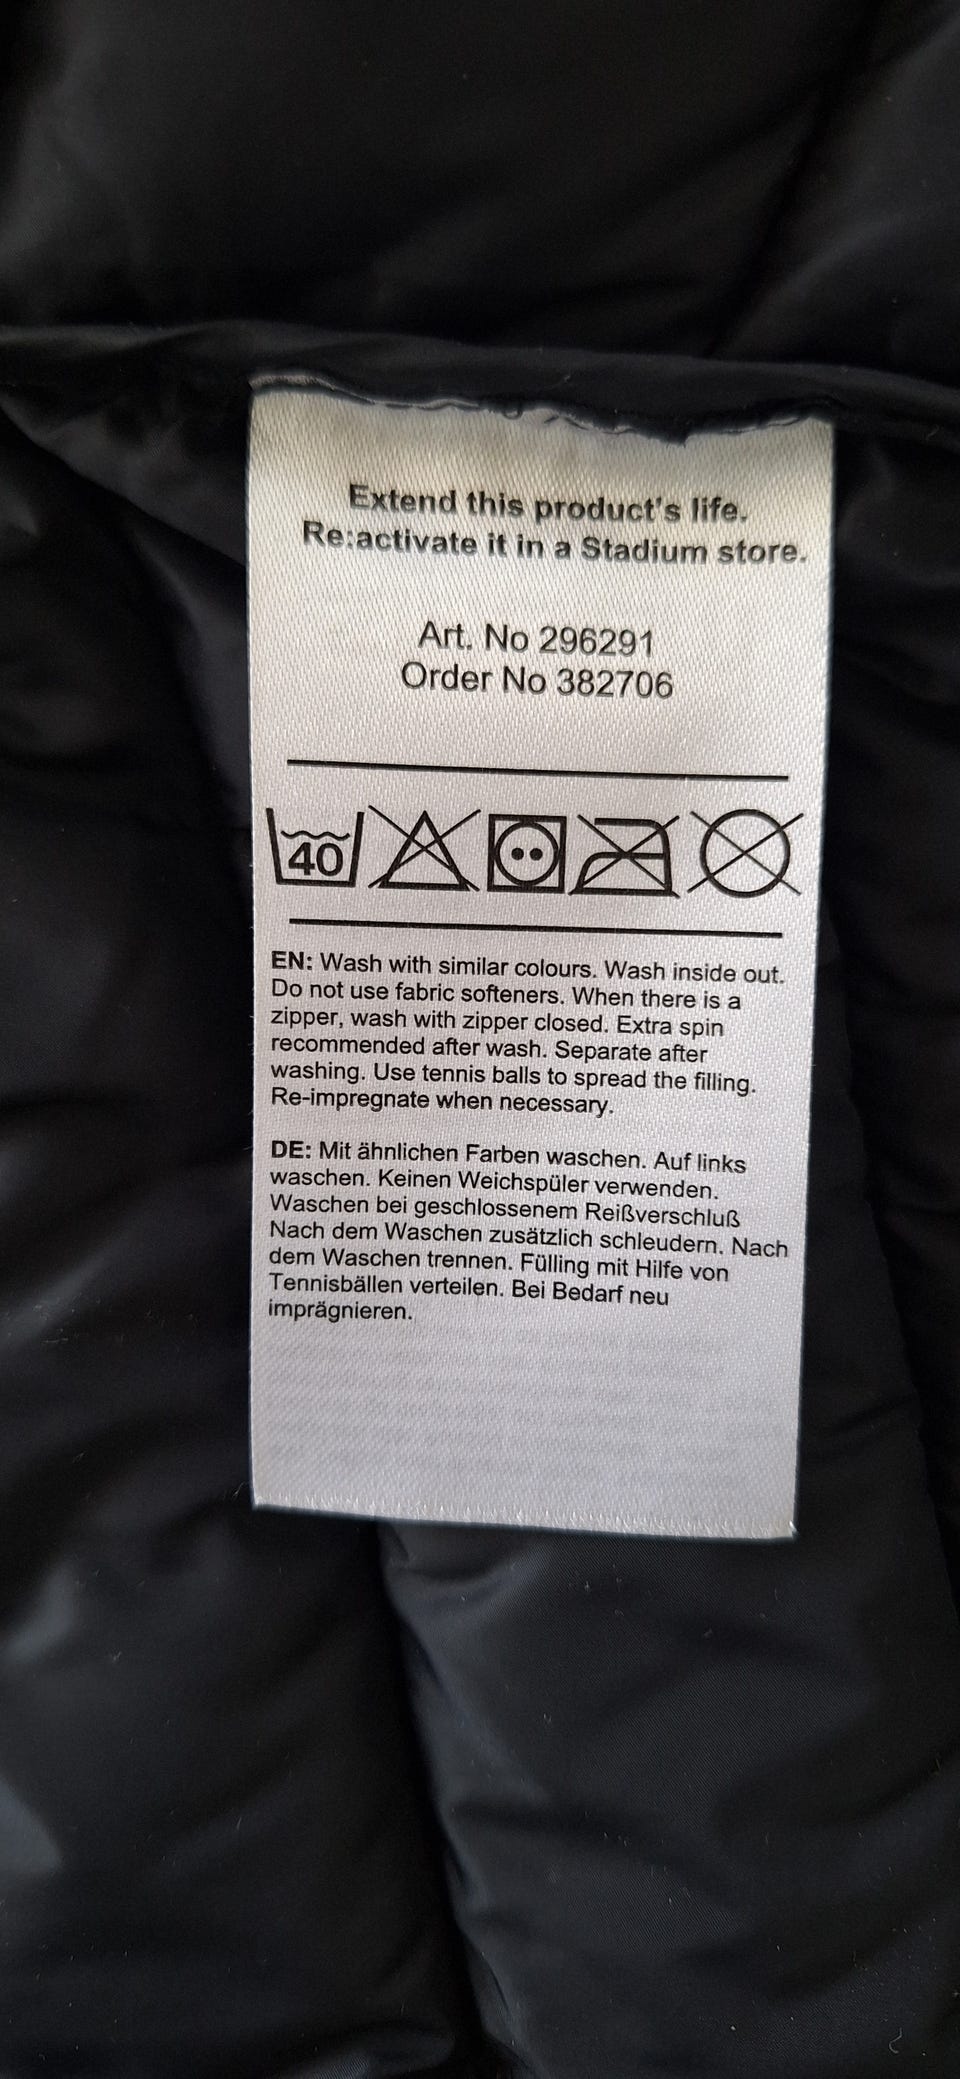 Extend this product's life.
Re:activate it in a Stadium store.
Art. No 296291
Order No 382706
40
EN: Wash with similar colours. Wash inside out.
Do not use fabric softeners. When there is a
zipper, wash with zipper closed. Extra spin
recommended after wash. Separate after
washing. Use tennis balls to spread the filling.
Re-impregnate when necessary.
DE: Mit ähnlichen Farben waschen. Auf links
waschen. Keinen Weichspüler verwenden.
Waschen bei geschlossenem Reißverschluß
Nach dem Waschen zusätzlich schleudern. Nach
dem Waschen trennen. Fülling mit Hilfe von
Tennisbällen verteilen. Bei Bedarf neu
imprägnieren.